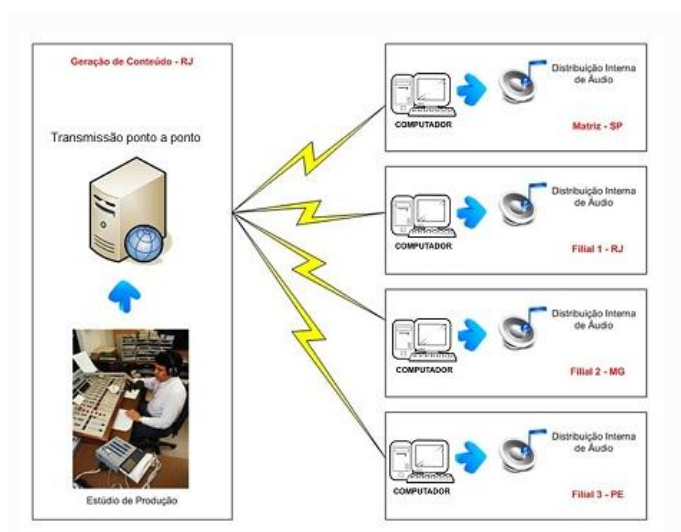 Geração de Conteúdo - RJ
Transmissão ponto a ponto
Estúdio de Produção
COMPUTADOR
Distribuição Interna
de Áudio
Matriz - SP
COMPUTADOR
Distribuição Interna
de Áudio
Filial 1 - RJ
COMPUTADOR
Distribuição Interna
de Áudio
Filial 2 - MG
COMPUTADOR
Distribuição Interna
de Áudio
Filial 3 - PE